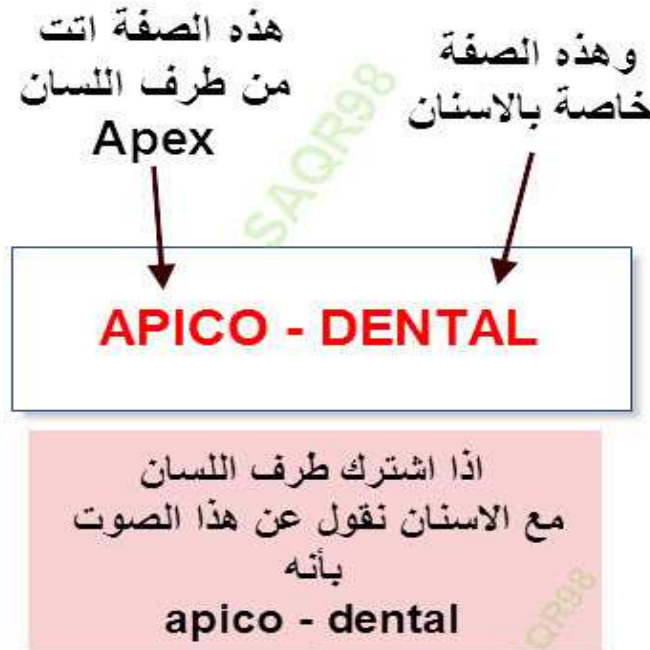 هذه الصفة اتت
من طرف اللسان
Apex
وهذه الصفة
خاصة بالاسنان
SAQR98
APICO - DENTAL
اذا اشترك طرف اللسان
مع الاسنان نقول عن هذا الصوت
بأنه
apico - dental
QR98